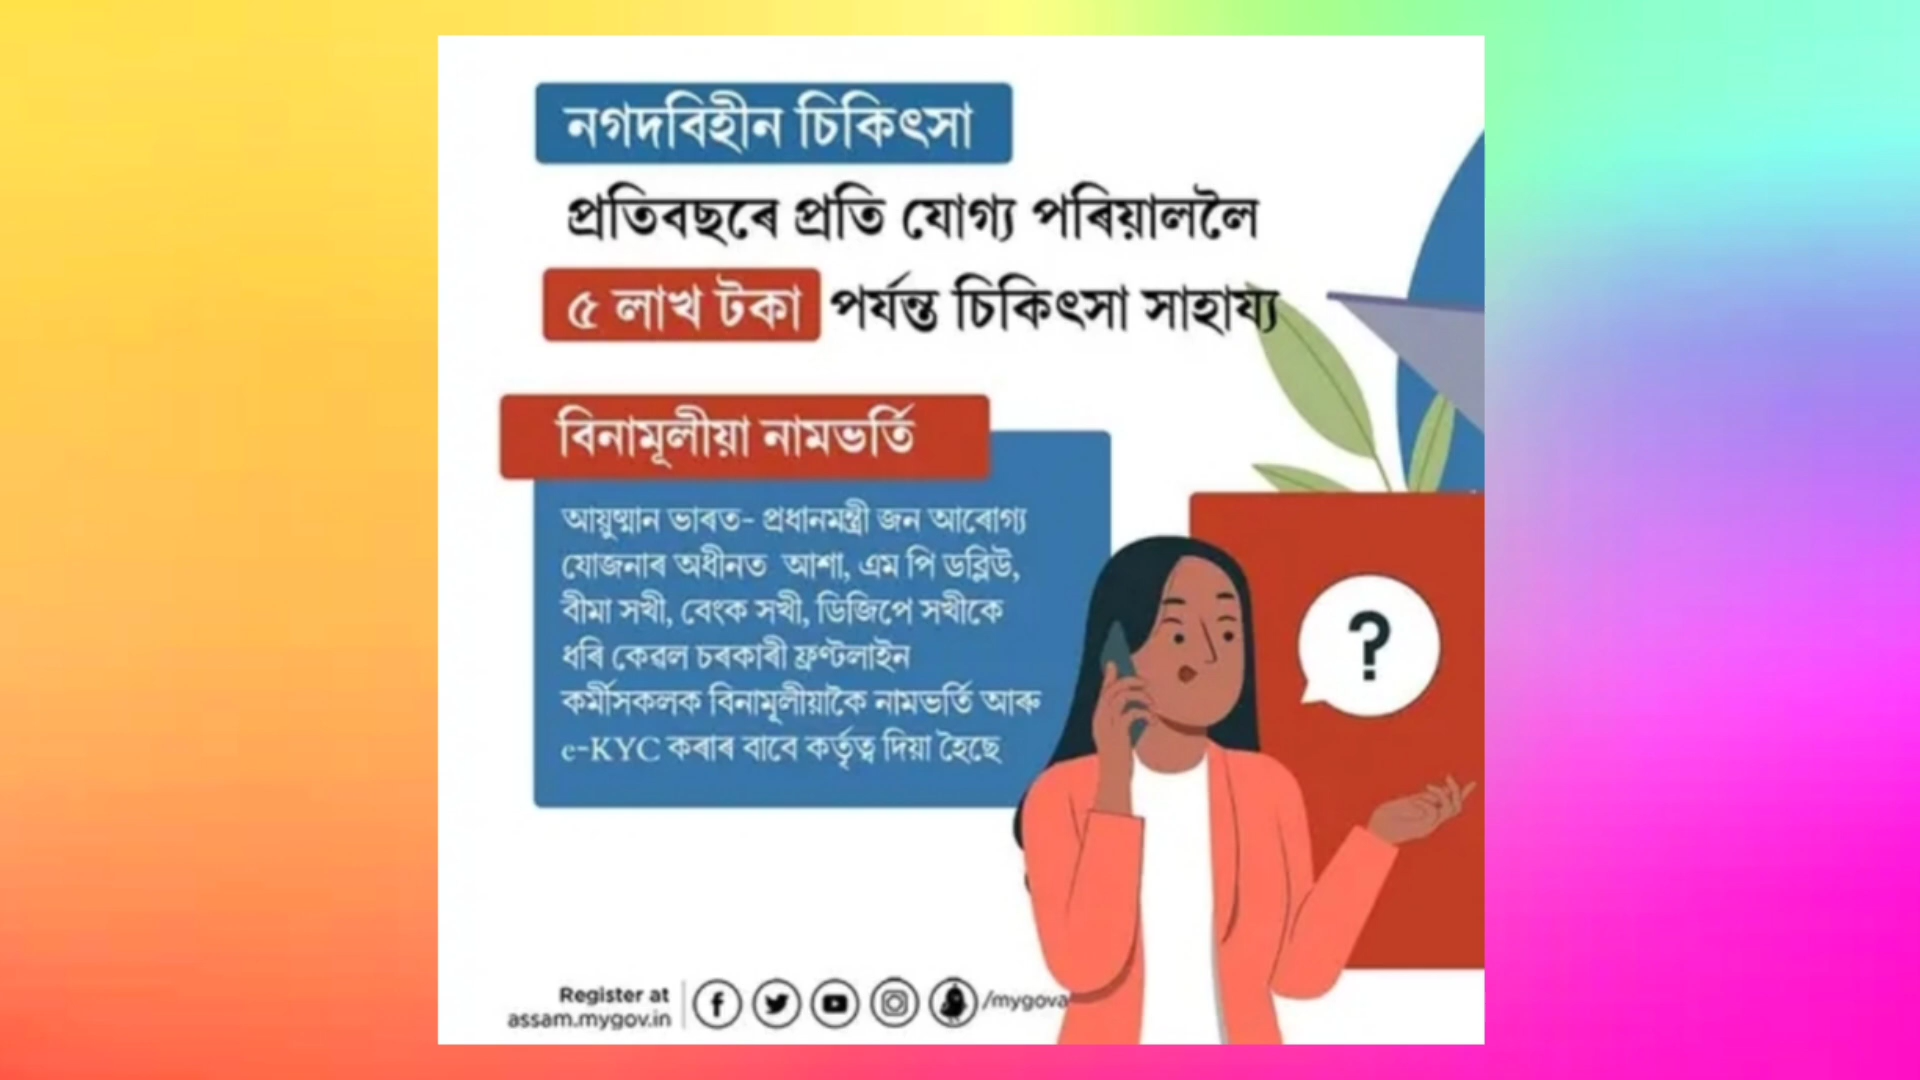 নগদবিহীন চিকিৎসা
প্ৰতিবছৰে প্ৰতি যোগ্য পৰিয়াললৈ
৫ লাখ টকা পৰ্যন্ত চিকিৎসা সাহায্য
বিনামূলীয়া নামভৰ্তি
আয়ুষ্মান ভাৰত- প্ৰধানমন্ত্ৰী জন আৰোগ্য
যোজনাৰ অধীনত আশা, এম পি ডব্লিউ,
বীমা সখী, বেংক সখী, ডিজিপে সখীকে
ধৰি কেৱল চৰকাৰী ফ্ৰণ্টলাইন
কৰ্মীসকলক বিনামূলীয়াকৈ নামভৰ্তি আৰু
e-KYC কৰাৰ বাবে কৰ্তৃত্ব দিয়া হৈছে
?
Register at
assam.mygov.in
/mygova